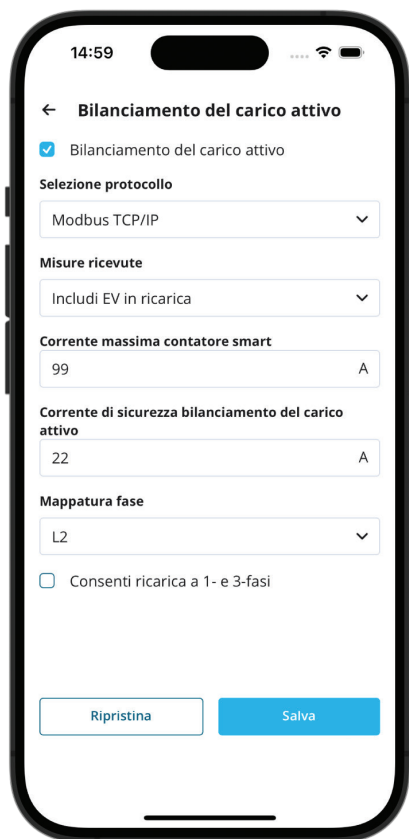 14:59
Bilanciamento del carico attivo
Bilanciamento del carico attivo
Selezione protocollo
Modbus TCP/IP
Misure ricevute
Includi EV in ricarica
Corrente massima contatore smart
99 A
Corrente di sicurezza bilanciamento del carico
attivo
22 A
Mappatura fase
L2
Consenti ricarica a 1- e 3-fasi
Ripristina Salva